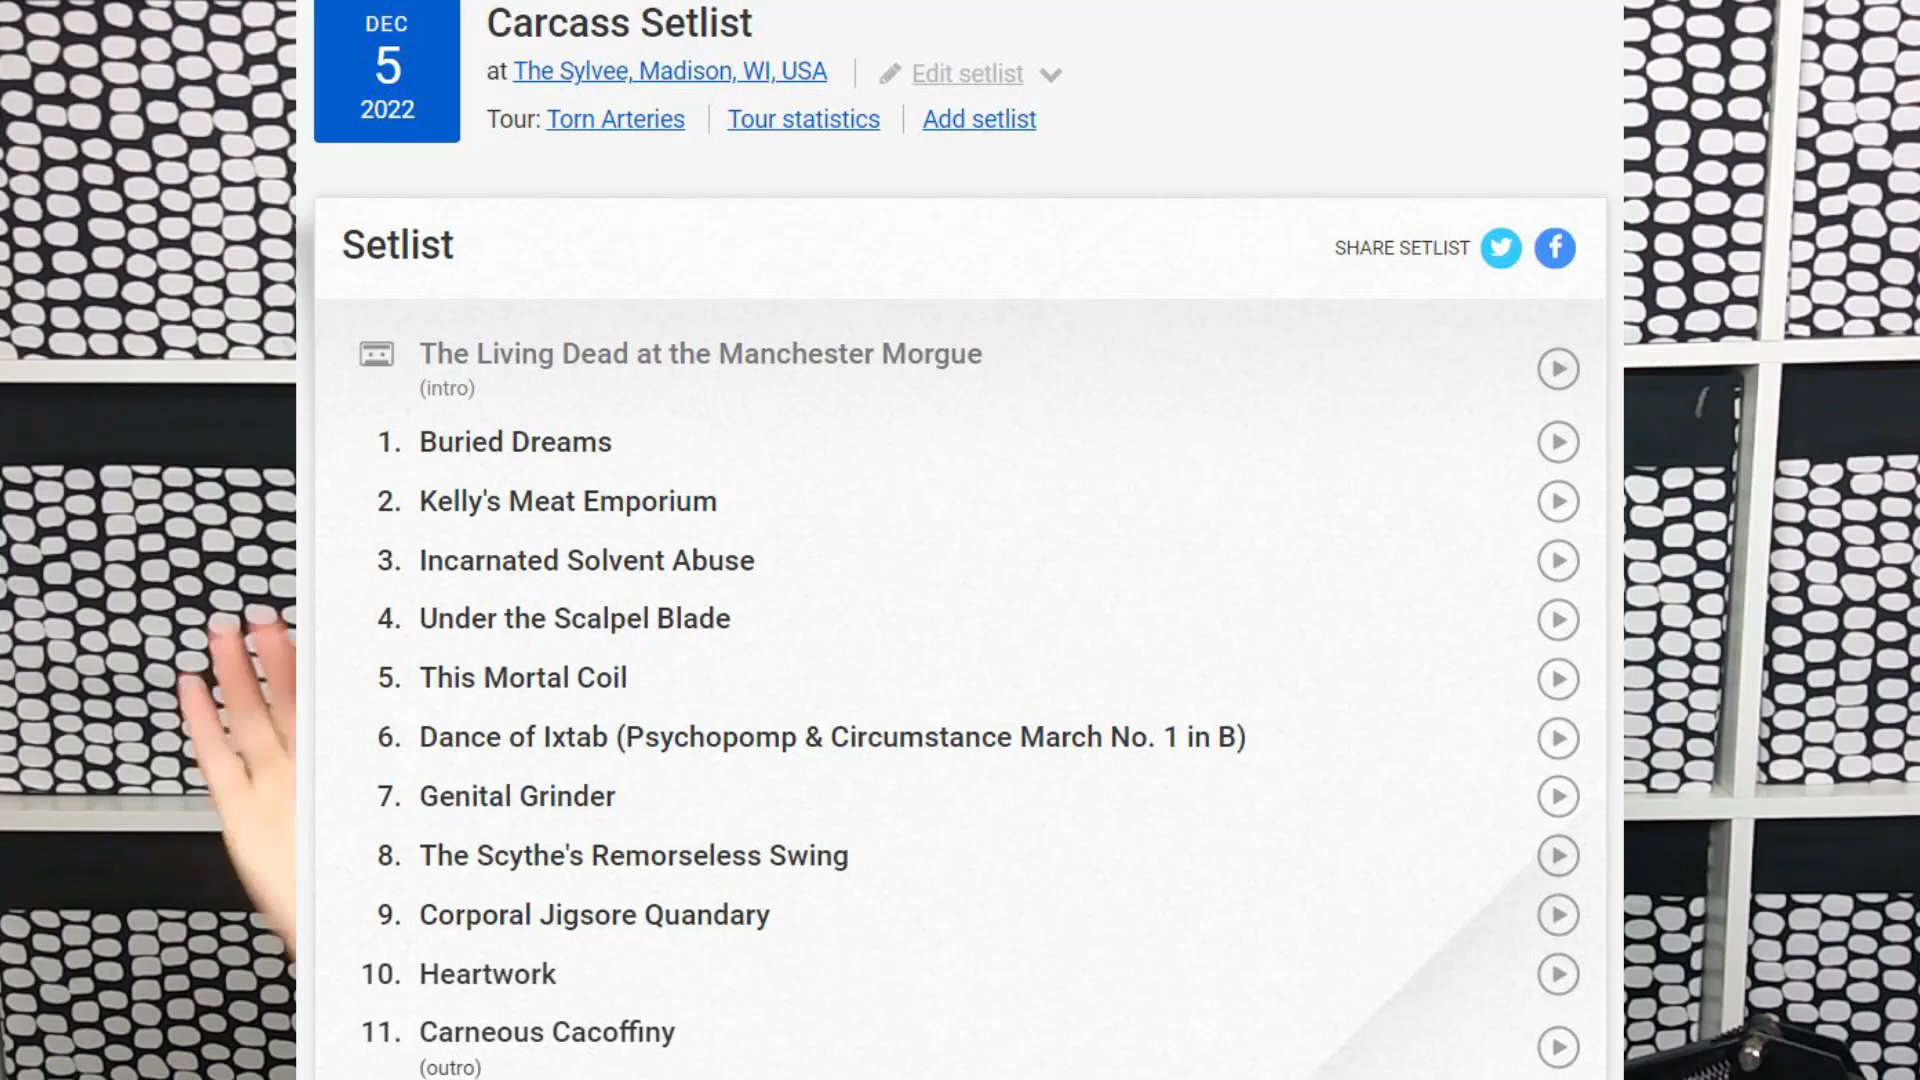 DEC
5
2022
Carcass Setlist
at The Sylvee, Madison, WI, USA
Edit setlist
Tour: Torn Arteries
Tour statistics
Add setlist
Setlist
SHARE SETLIST
The Living Dead at the Manchester Morgue
(intro)
1. Buried Dreams
2. Kelly's Meat Emporium
3. Incarnated Solvent Abuse
4. Under the Scalpel Blade
5. This Mortal Coil
6. Dance of Ixtab (Psychopomp & Circumstance March No. 1 in B)
7. Genital Grinder
8. The Scythe's Remorseless Swing
9. Corporal Jigsore Quandary
10. Heartwork
11. Carneous Cacoffiny
(outro)